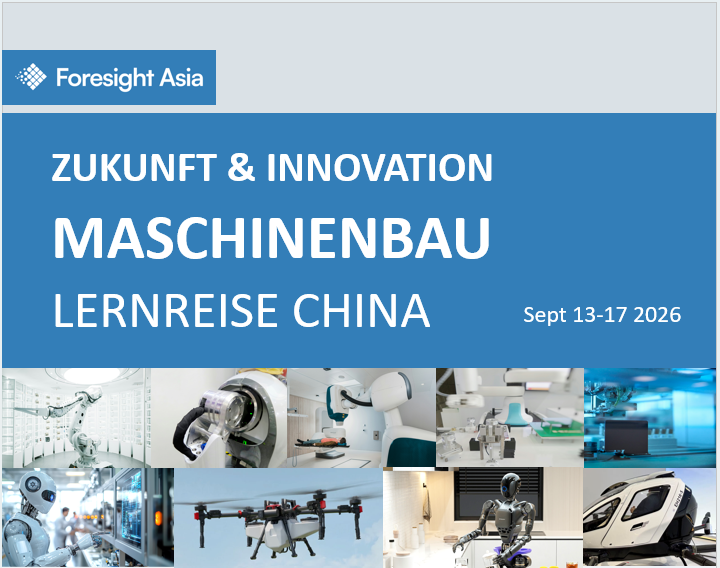 Foresight Asia
ZUKUNFT & INNOVATION
MASCHINENBAU
LERNREISE CHINA
Sept 13-17 2026